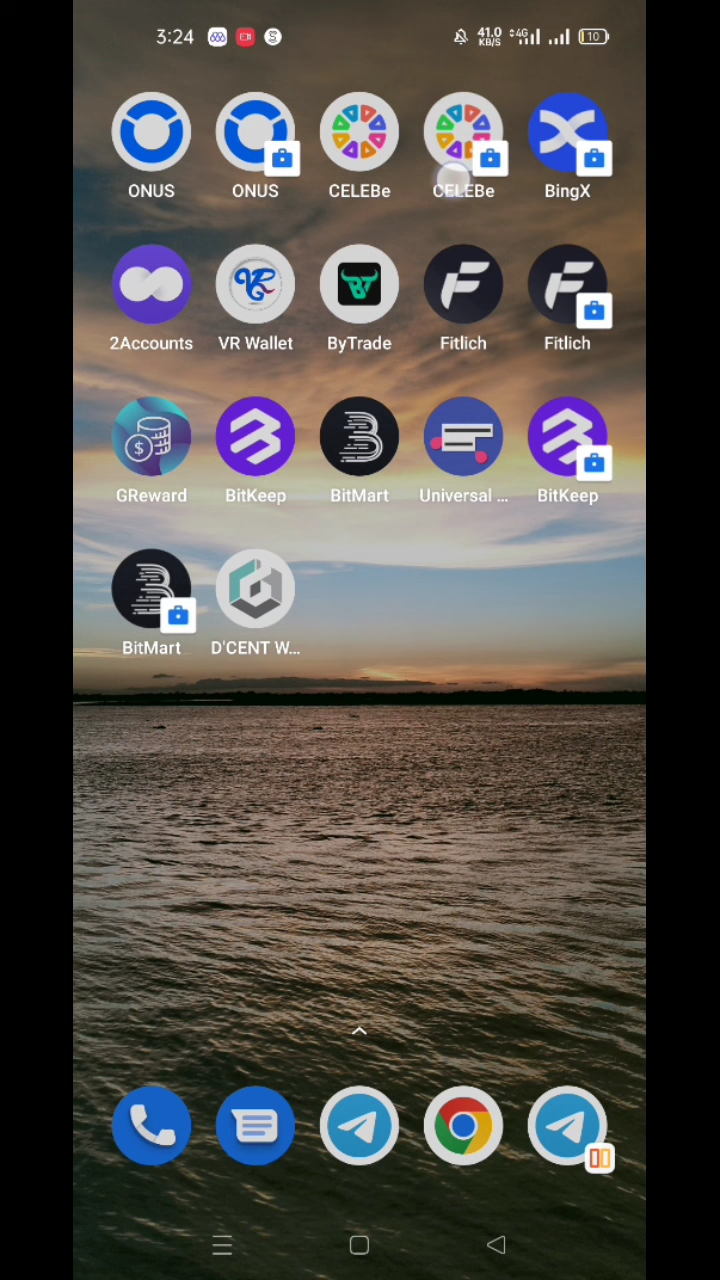 3:24
41.0
KB/S
4G
10
ONUS
ONUS
CELEBe
CELEBe
BingX
2Accounts
VR Wallet
ByTrade
Fitlich
Fitlich
GReward
BitKeep
BitMart
Universal ...
BitKeep
BitMart
D'CENT W...